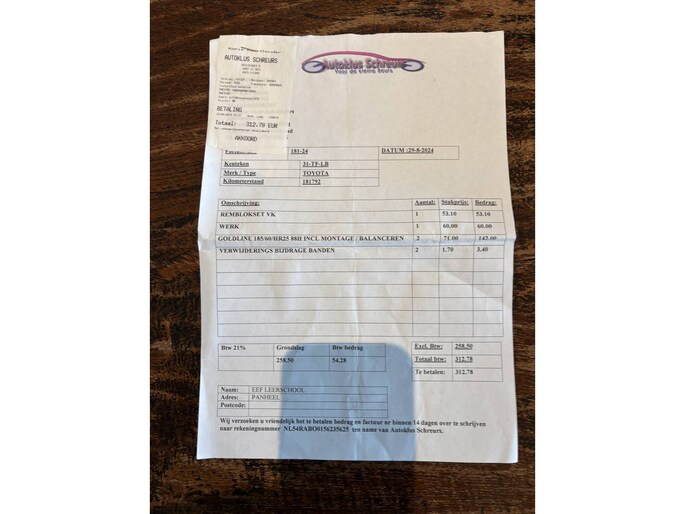 AUTOKLUS SCHREURS
BETALING
Totaal: 312.79 EUR
AKKOORD
Autoklus Schreurs
Voor de kleine beurs
181-24 DATUM :29-8-2024
Kenteken 31-TF-LB
Merk / Type TOYOTA
Kilometerstand 181792
Omschrijving: Aantal: Stukprijs: Bedrag:
REMBLOKSET VK 1 53.10 53.10
WERK 1 60.00 60.00
GOLDLINE 185/60/HR25 88H INCL MONTAGE / BALANCEREN 2 71.00 142.00
VERWIJDERINGS BIJDRAGE BANDEN 2 1.70 3.40
Btw 21% Grondslag Btw bedrag
258.50 54.28
Excl. Btw: 258.50
Totaal btw: 312.78
Te betalen: 312.78
Naam: EEF LEERSCHOOL
Adres: PANHEEL
Postcode:
Wij verzoeken u vriendelijk het te betalen bedrag en factuur nr binnen 14 dagen over te schrijven
naar rekeningnummer NL54RABO0156235625 ten name van Autoklus Schreurs.